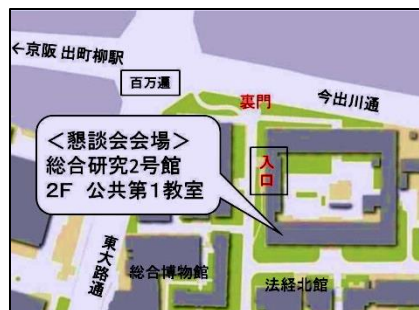 ←京阪 出町柳駅
百万遍
裏門
今出川通
＜懇談会会場＞
総合研究2号館
2F 公共第1教室
入口
東大路通
総合博物館
法経北館